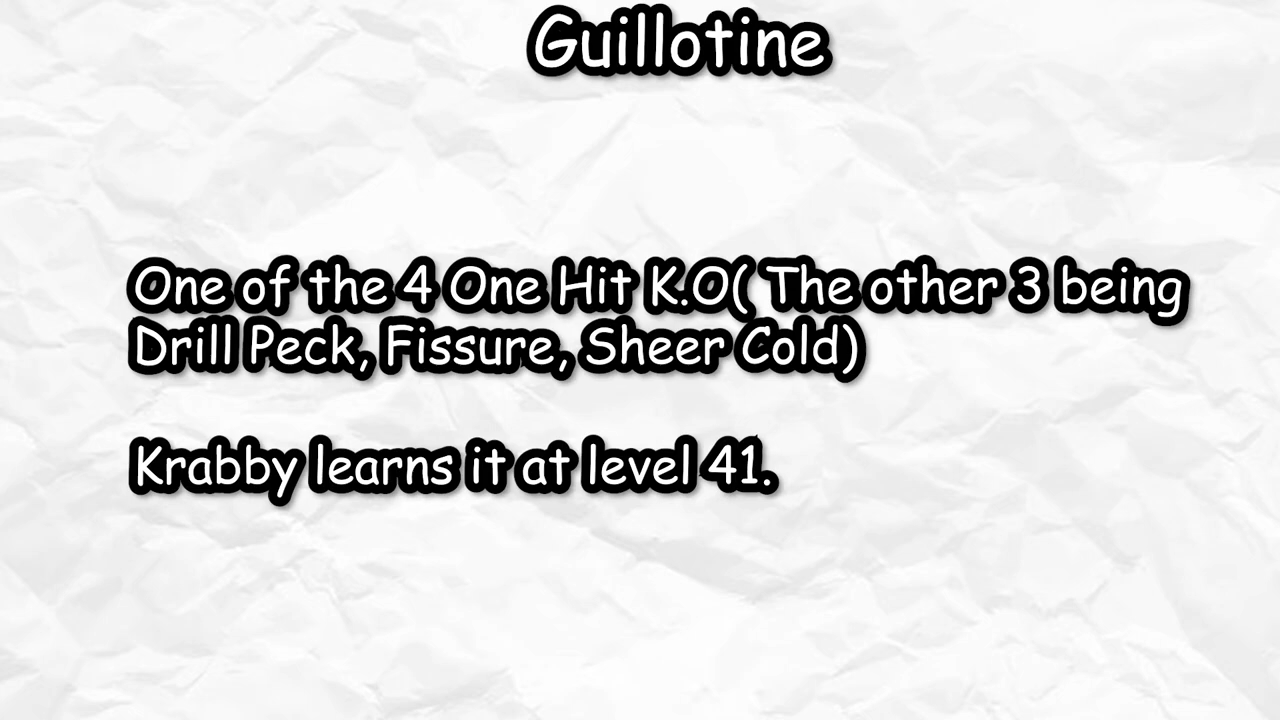 Guillotine
One of the 4 One Hit K.O( The other 3 being
Drill Peck, Fissure, Sheer Cold)
Krabby learns it at level 41.